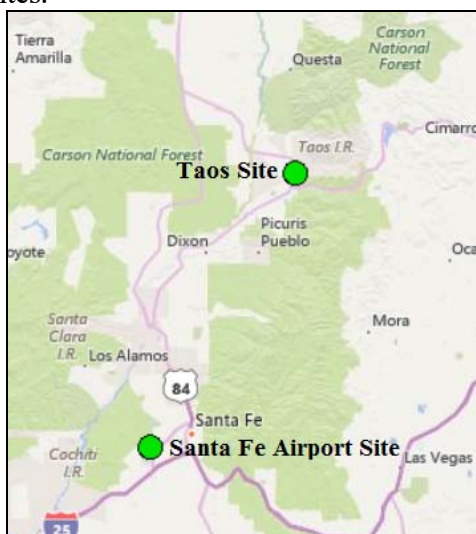 ites.
Tierra
Amarilla
Carson
National
Forest
Questa
Cimarro
Taos I.R.
Carson National Forest
Taos Site
Dixon
Picuris
Pueblo
oyote
Oca
Santa
Clara
I.R.
Mora
Los Alamos
84
Santa Fe
Santa Fe Airport Site
Cochiti
I.R.
Las Vegas
25